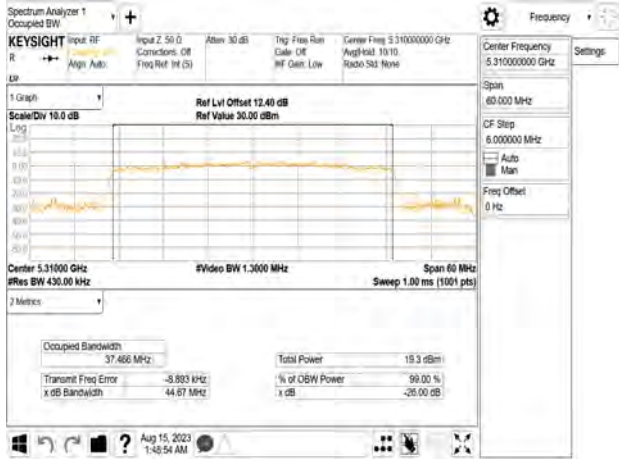 Spectrum Analyzer 1
Occupied BW
KEYSIGHT
R
Input: RF
Align: Auto
Input Z: 50 Ω
Corrections: Off
Freq Ref: Int (S)
Atten: 30 dB
Trig: Free Run
Gate: Off
#IF Gain: Low
Center Freq: 5.310000000 GHz
Avg|Hold: 10/10
Radio Std: None
1 Graph
Scale/Div 10.0 dB
Ref Lvl Offset 12.40 dB
Ref Value 30.00 dBm
Log
Center 5.31000 GHz
#Res BW 430.00 kHz
#Video BW 1.3000 MHz
Span 60 MHz
Sweep 1.00 ms (1001 pts)
2 Metrics
Occupied Bandwidth
37.466 MHz
Total Power
19.3 dBm
Transmit Freq Error
-8.893 kHz
% of OBW Power
99.00 %
x dB Bandwidth
44.67 MHz
x dB
-26.00 dB
Aug 15, 2023
1:48:54 AM
Frequency
Center Frequency
5.310000000 GHz
Settings
Span
60.000 MHz
CF Step
6.000000 MHz
Auto
Man
Freq Offset
0 Hz